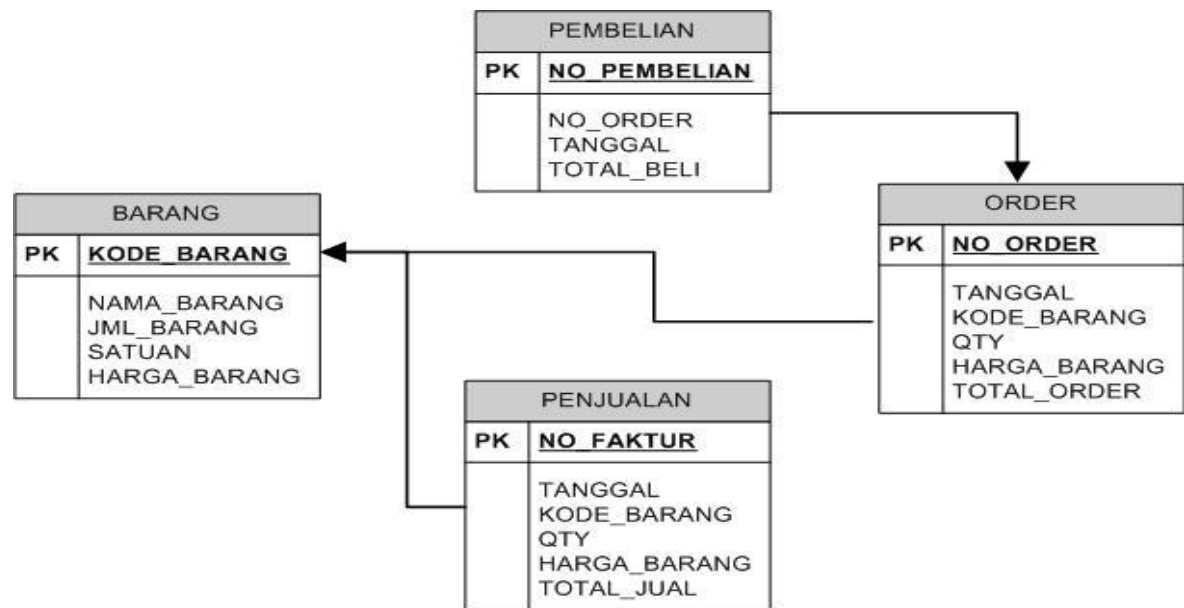 PEMBELIAN
PK NO_PEMBELIAN
NO_ORDER
TANGGAL
TOTAL_BELI
BARANG
PK KODE_BARANG
NAMA_BARANG
JML_BARANG
SATUAN
HARGA_BARANG
ORDER
PK NO_ORDER
TANGGAL
KODE_BARANG
QTY
HARGA_BARANG
TOTAL_ORDER
PENJUALAN
PK NO_FAKTUR
TANGGAL
KODE_BARANG
QTY
HARGA_BARANG
TOTAL_JUAL